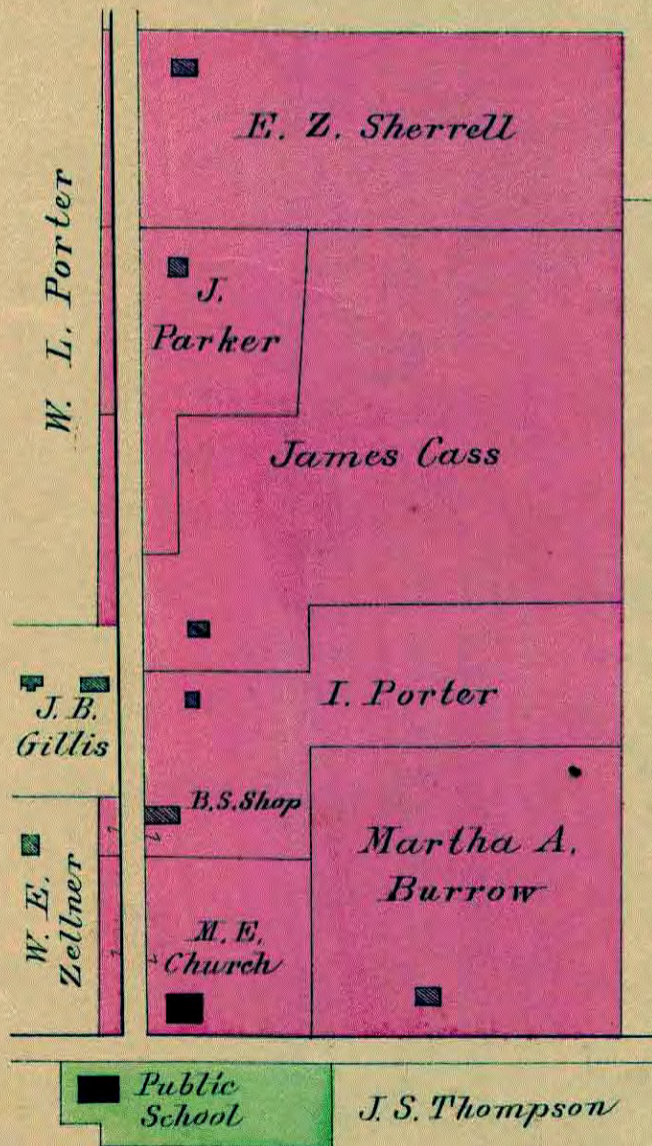 E. Z. Sherrell
W. L. Porter
J.
Parker
James Cass
I. Porter
J. B.
Gillis
B. S. Shop
Martha A.
Burrow
W. E.
Zellner
M. E.
Church
Public
School
J. S. Thompson